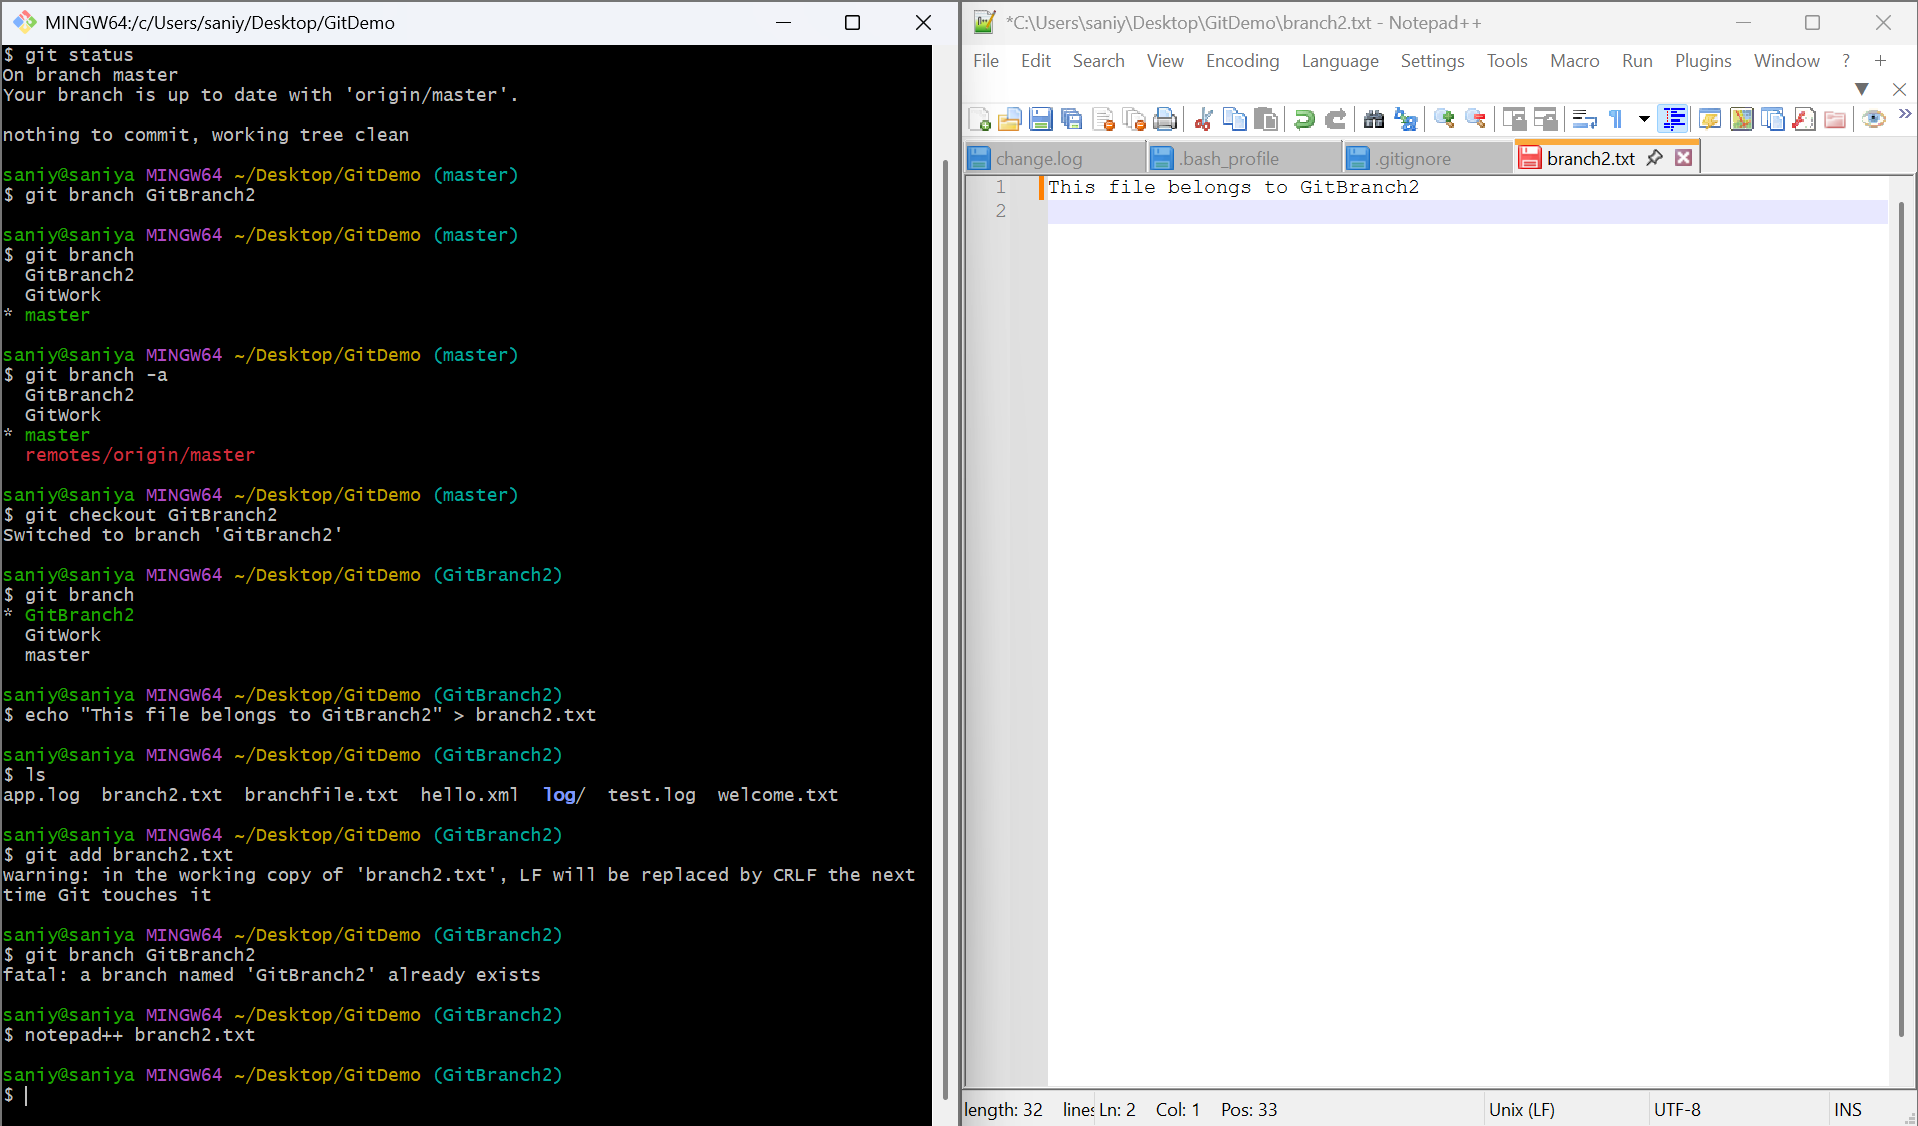 MINGW64:/c/Users/saniy/Desktop/GitDemo
$ git status
On branch master
Your branch is up to date with 'origin/master'.
nothing to commit, working tree clean
saniy@saniya MINGW64 ~/Desktop/GitDemo (master)
$ git branch GitBranch2
saniy@saniya MINGW64 ~/Desktop/GitDemo (master)
$ git branch
  GitBranch2
  GitWork
* master
saniy@saniya MINGW64 ~/Desktop/GitDemo (master)
$ git branch -a
  GitBranch2
  GitWork
* master
  remotes/origin/master
saniy@saniya MINGW64 ~/Desktop/GitDemo (master)
$ git checkout GitBranch2
Switched to branch 'GitBranch2'
saniy@saniya MINGW64 ~/Desktop/GitDemo (GitBranch2)
$ git branch
* GitBranch2
  GitWork
  master
saniy@saniya MINGW64 ~/Desktop/GitDemo (GitBranch2)
$ echo "This file belongs to GitBranch2" > branch2.txt
saniy@saniya MINGW64 ~/Desktop/GitDemo (GitBranch2)
$ ls
app.log  branch2.txt  branchfile.txt  hello.xml  log/  test.log  welcome.txt
saniy@saniya MINGW64 ~/Desktop/GitDemo (GitBranch2)
$ git add branch2.txt
warning: in the working copy of 'branch2.txt', LF will be replaced by CRLF the next
time Git touches it
saniy@saniya MINGW64 ~/Desktop/GitDemo (GitBranch2)
$ git branch GitBranch2
fatal: a branch named 'GitBranch2' already exists
saniy@saniya MINGW64 ~/Desktop/GitDemo (GitBranch2)
$ notepad++ branch2.txt
saniy@saniya MINGW64 ~/Desktop/GitDemo (GitBranch2)
$
*C:\Users\saniy\Desktop\GitDemo\branch2.txt - Notepad++
File Edit Search View Encoding Language Settings Tools Macro Run Plugins Window ? +
change.log .bash_profile .gitignore branch2.txt
1 This file belongs to GitBranch2
2
length: 32 lines Ln: 2 Col: 1 Pos: 33 Unix (LF) UTF-8 INS